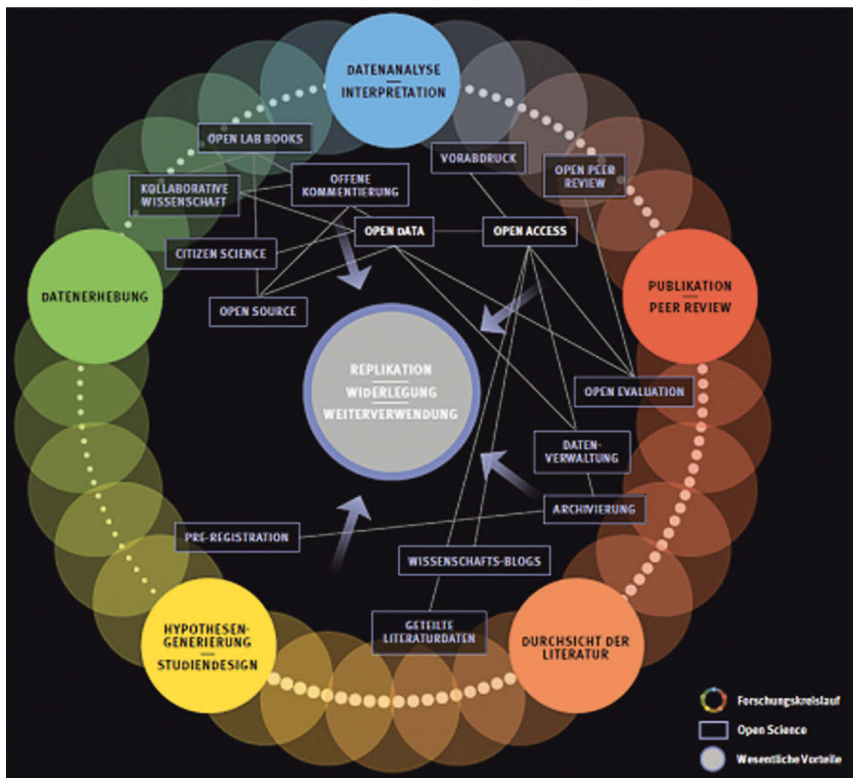 DATENANALYSE
INTERPRETATION
OPEN LAB BOOKS
VORABDRUCK
OPEN PEER
REVIEW
KOLLABORATIVE
WISSENSCHAFT
OFFENE
KOMMENTIERUNG
OPEN DATA
OPEN ACCESS
CITIZEN SCIENCE
DATENERHEBUNG
PUBLIKATION
PEER REVIEW
OPEN SOURCE
REPLIKATION
WIDERLEGUNG
WEITERVERWENDUNG
OPEN EVALUATION
DATEN-
VERWALTUNG
ARCHIVIERUNG
PRE-REGISTRATION
WISSENSCHAFTS-BLOGS
GETEILTE
LITERATURDATEN
HYPOTHESEN-
GENERIERUNG
STUDIENDESIGN
DURCHSICHT DER
LITERATUR
Forschungskreislauf
Open Science
Wesentliche Vorteile